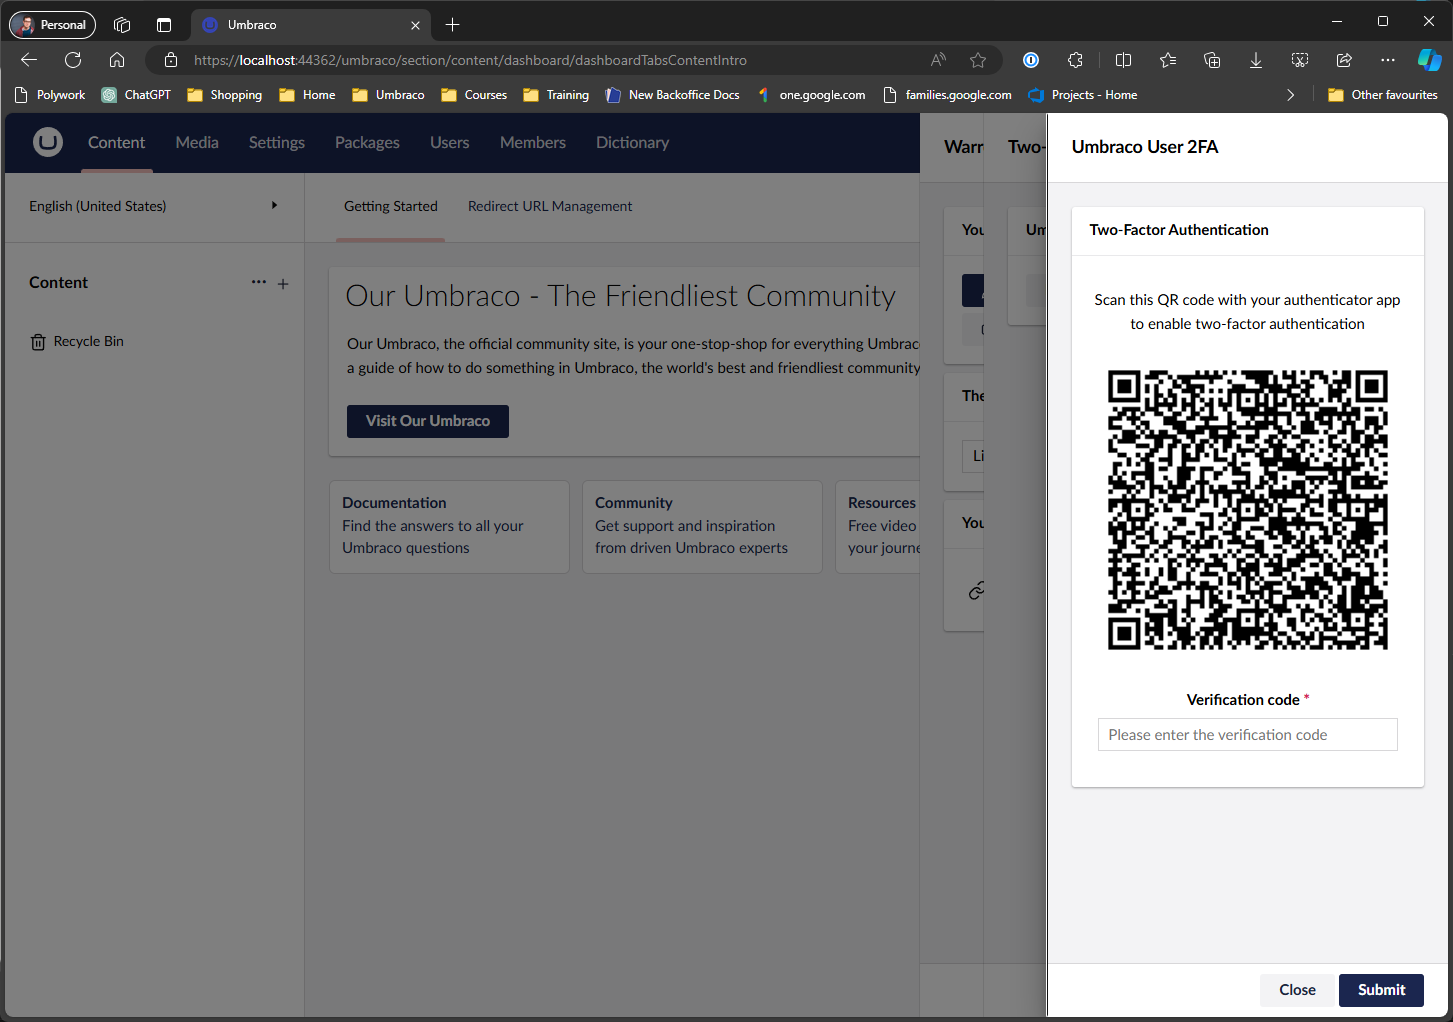 Personal
Umbraco
https://localhost:44362/umbraco/section/content/dashboard/dashboardTabsContentIntro
Polywork
ChatGPT
Shopping
Home
Umbraco
Courses
Training
New Backoffice Docs
one.google.com
families.google.com
Projects - Home
Other favourites
Content
Media
Settings
Packages
Users
Members
Dictionary
English (United States)
Content
Recycle Bin
Getting Started
Redirect URL Management
Our Umbraco - The Friendliest Community
Our Umbraco, the official community site, is your one-stop-shop for everything Umbrac
a guide of how to do something in Umbraco, the world's best and friendliest community
Visit Our Umbraco
Documentation
Find the answers to all your
Umbraco questions
Community
Get support and inspiration
from driven Umbraco experts
Resources
Free video
your journe
Warr
You
The
Li
You
Two-
Um
Umbraco User 2FA
Two-Factor Authentication
Scan this QR code with your authenticator app
to enable two-factor authentication
Verification code *
Please enter the verification code
Close
Submit